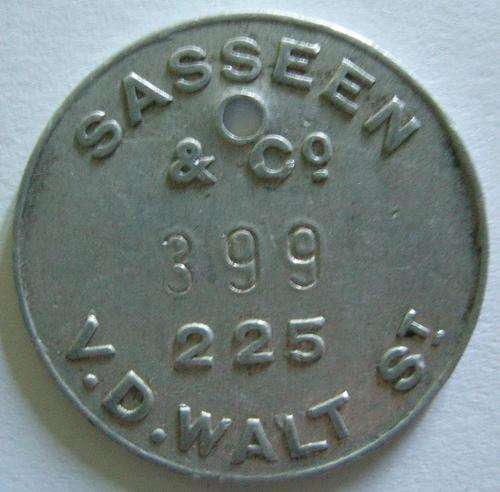 SASSEEN
& Co
399
225
V.D. WALT ST